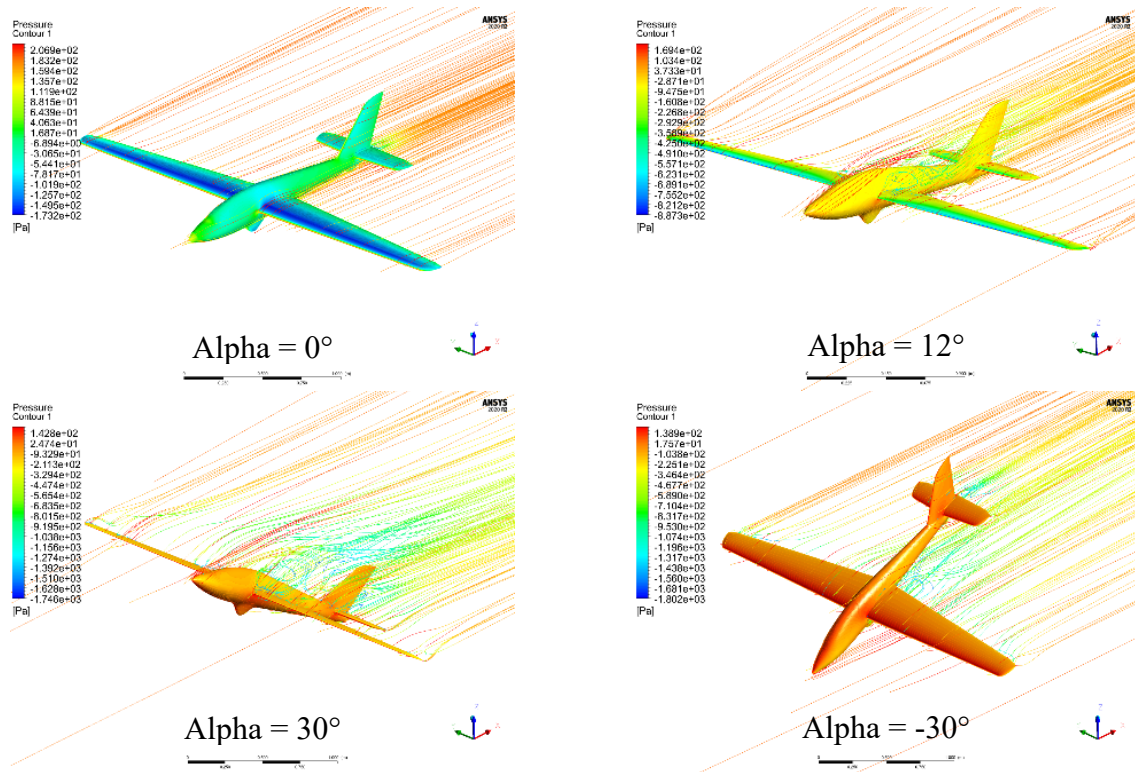 Pressure
Contour 1
2.069e+02
1.832e+02
1.594e+02
1.357e+02
1.119e+02
8.815e+01
6.439e+01
4.063e+01
1.687e+01
-6.894e+00
-3.065e+01
-5.441e+01
-7.817e+01
-1.019e+02
-1.257e+02
-1.495e+02
-1.732e+02
[Pa]
ANSYS
2020 R2
Alpha = 0°
Pressure
Contour 1
1.694e+02
1.034e+02
3.733e+01
-2.871e+01
-9.475e+01
-1.608e+02
-2.268e+02
-2.929e+02
-3.589e+02
-4.250e+02
-4.910e+02
-5.571e+02
-6.231e+02
-6.891e+02
-7.552e+02
-8.212e+02
-8.873e+02
[Pa]
ANSYS
2020 R2
Alpha = 12°
Pressure
Contour 1
1.428e+02
2.474e+01
-9.329e+01
-2.113e+02
-3.294e+02
-4.474e+02
-5.654e+02
-6.835e+02
-8.015e+02
-9.195e+02
-1.038e+03
-1.156e+03
-1.274e+03
-1.392e+03
-1.510e+03
-1.628e+03
-1.746e+03
[Pa]
ANSYS
2020 R2
Alpha = 30°
Pressure
Contour 1
1.389e+02
1.757e+01
-1.038e+02
-2.251e+02
-3.464e+02
-4.677e+02
-5.890e+02
-7.104e+02
-8.317e+02
-9.530e+02
-1.074e+03
-1.196e+03
-1.317e+03
-1.438e+03
-1.560e+03
-1.681e+03
-1.802e+03
[Pa]
ANSYS
2020 R2
Alpha = -30°